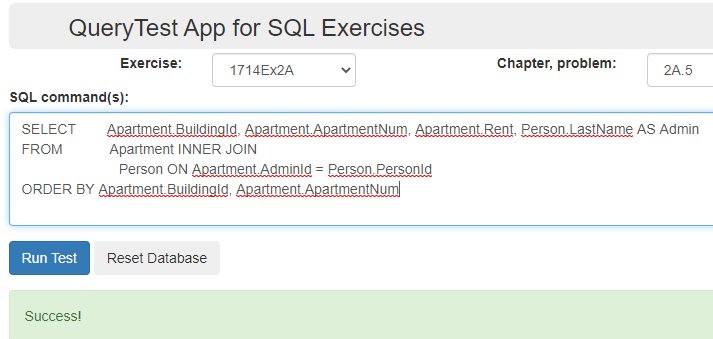 QueryTest App for SQL Exercises
Exercise: 1714Ex2A Chapter, problem: 2A.5
SQL command(s):
SELECT Apartment.BuildingId, Apartment.ApartmentNum, Apartment.Rent, Person.LastName AS Admin
FROM Apartment INNER JOIN
Person ON Apartment.AdminId = Person.PersonId
ORDER BY Apartment.BuildingId, Apartment.ApartmentNum
Run Test Reset Database
Success!